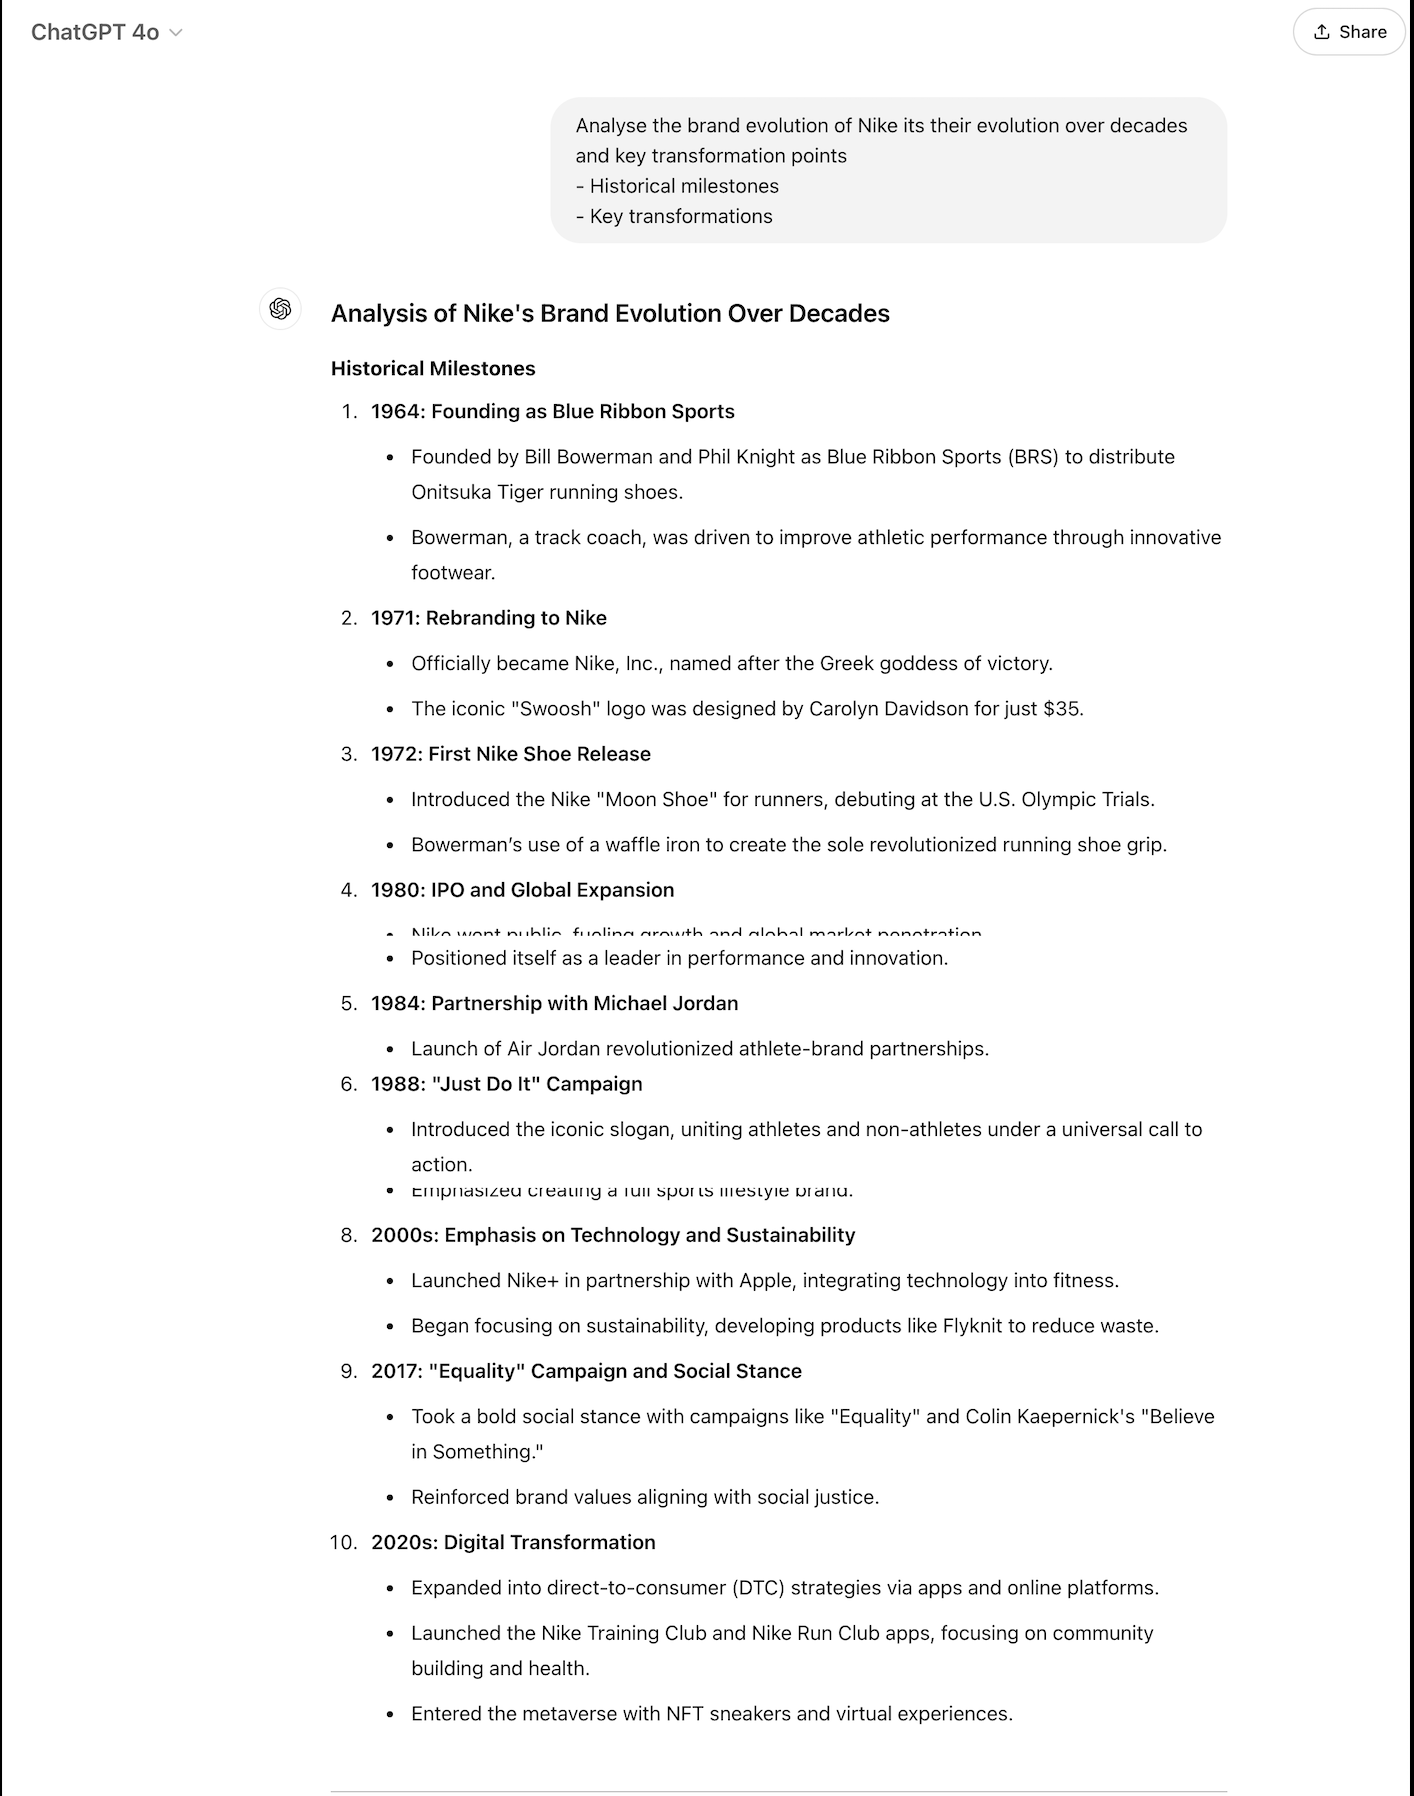 ChatGPT 4o
Share
Analyse the brand evolution of Nike its their evolution over decades
and key transformation points
- Historical milestones
- Key transformations
Analysis of Nike's Brand Evolution Over Decades
Historical Milestones
1. 1964: Founding as Blue Ribbon Sports
• Founded by Bill Bowerman and Phil Knight as Blue Ribbon Sports (BRS) to distribute
Onitsuka Tiger running shoes.
• Bowerman, a track coach, was driven to improve athletic performance through innovative
footwear.
2. 1971: Rebranding to Nike
• Officially became Nike, Inc., named after the Greek goddess of victory.
• The iconic "Swoosh" logo was designed by Carolyn Davidson for just $35.
3. 1972: First Nike Shoe Release
• Introduced the Nike "Moon Shoe" for runners, debuting at the U.S. Olympic Trials.
• Bowerman’s use of a waffle iron to create the sole revolutionized running shoe grip.
4. 1980: IPO and Global Expansion
• Nike went public, fueling growth and global market penetration
• Positioned itself as a leader in performance and innovation.
5. 1984: Partnership with Michael Jordan
• Launch of Air Jordan revolutionized athlete-brand partnerships.
6. 1988: "Just Do It" Campaign
• Introduced the iconic slogan, uniting athletes and non-athletes under a universal call to
action.
• Emphasized creating a full sports lifestyle brand.
8. 2000s: Emphasis on Technology and Sustainability
• Launched Nike+ in partnership with Apple, integrating technology into fitness.
• Began focusing on sustainability, developing products like Flyknit to reduce waste.
9. 2017: "Equality" Campaign and Social Stance
• Took a bold social stance with campaigns like "Equality" and Colin Kaepernick's "Believe
in Something."
• Reinforced brand values aligning with social justice.
10. 2020s: Digital Transformation
• Expanded into direct-to-consumer (DTC) strategies via apps and online platforms.
• Launched the Nike Training Club and Nike Run Club apps, focusing on community
building and health.
• Entered the metaverse with NFT sneakers and virtual experiences.